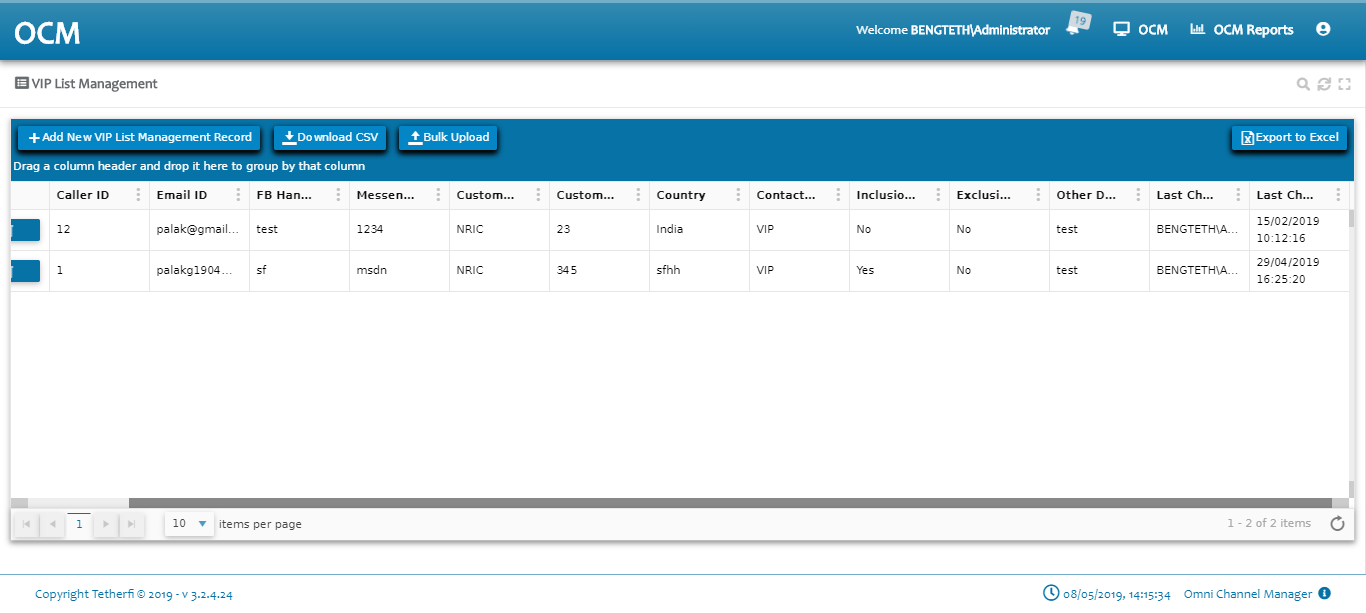 OCM
Welcome BENGTETH\Administrator 19 OCM OCM Reports
VIP List Management
Add New VIP List Management Record Download CSV Bulk Upload Export to Excel
Drag a column header and drop it here to group by that column
Caller ID Email ID FB Han... Messen... Custom... Custom... Country Contact... Inclusio... Exclusi... Other D... Last Ch... Last Ch...
12 palak@gmail... test 1234 NRIC 23 India VIP No No test BENGTETH\A... 15/02/2019
10:12:16
1 palakg1904... sf msdn NRIC 345 sfhh VIP Yes No test BENGTETH\A... 29/04/2019
16:25:20
1 10 items per page 1 - 2 of 2 items
Copyright Tetherfi © 2019 - v 3.2.4.24 08/05/2019, 14:15:34 Omni Channel Manager